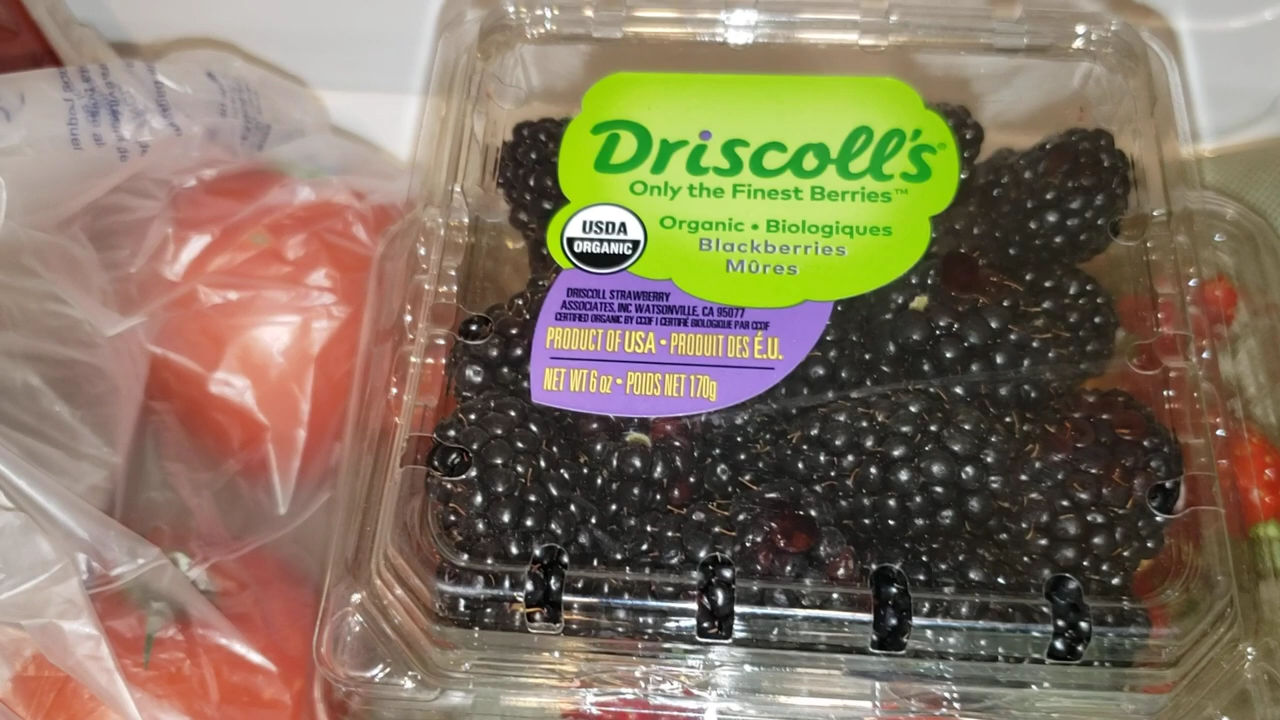 Driscoll's®
Only the Finest Berries™
USDA
ORGANIC
Organic • Biologiques
Blackberries
Mûres
DRISCOLL STRAWBERRY
ASSOCIATES, INC WATSONVILLE, CA 95077
CERTIFIED ORGANIC BY CCOF | CERTIFIÉ BIOLOGIQUE PAR CCOF
PRODUCT OF USA • PRODUIT DES É.U.
NET WT 6 oz • POIDS NET 170g